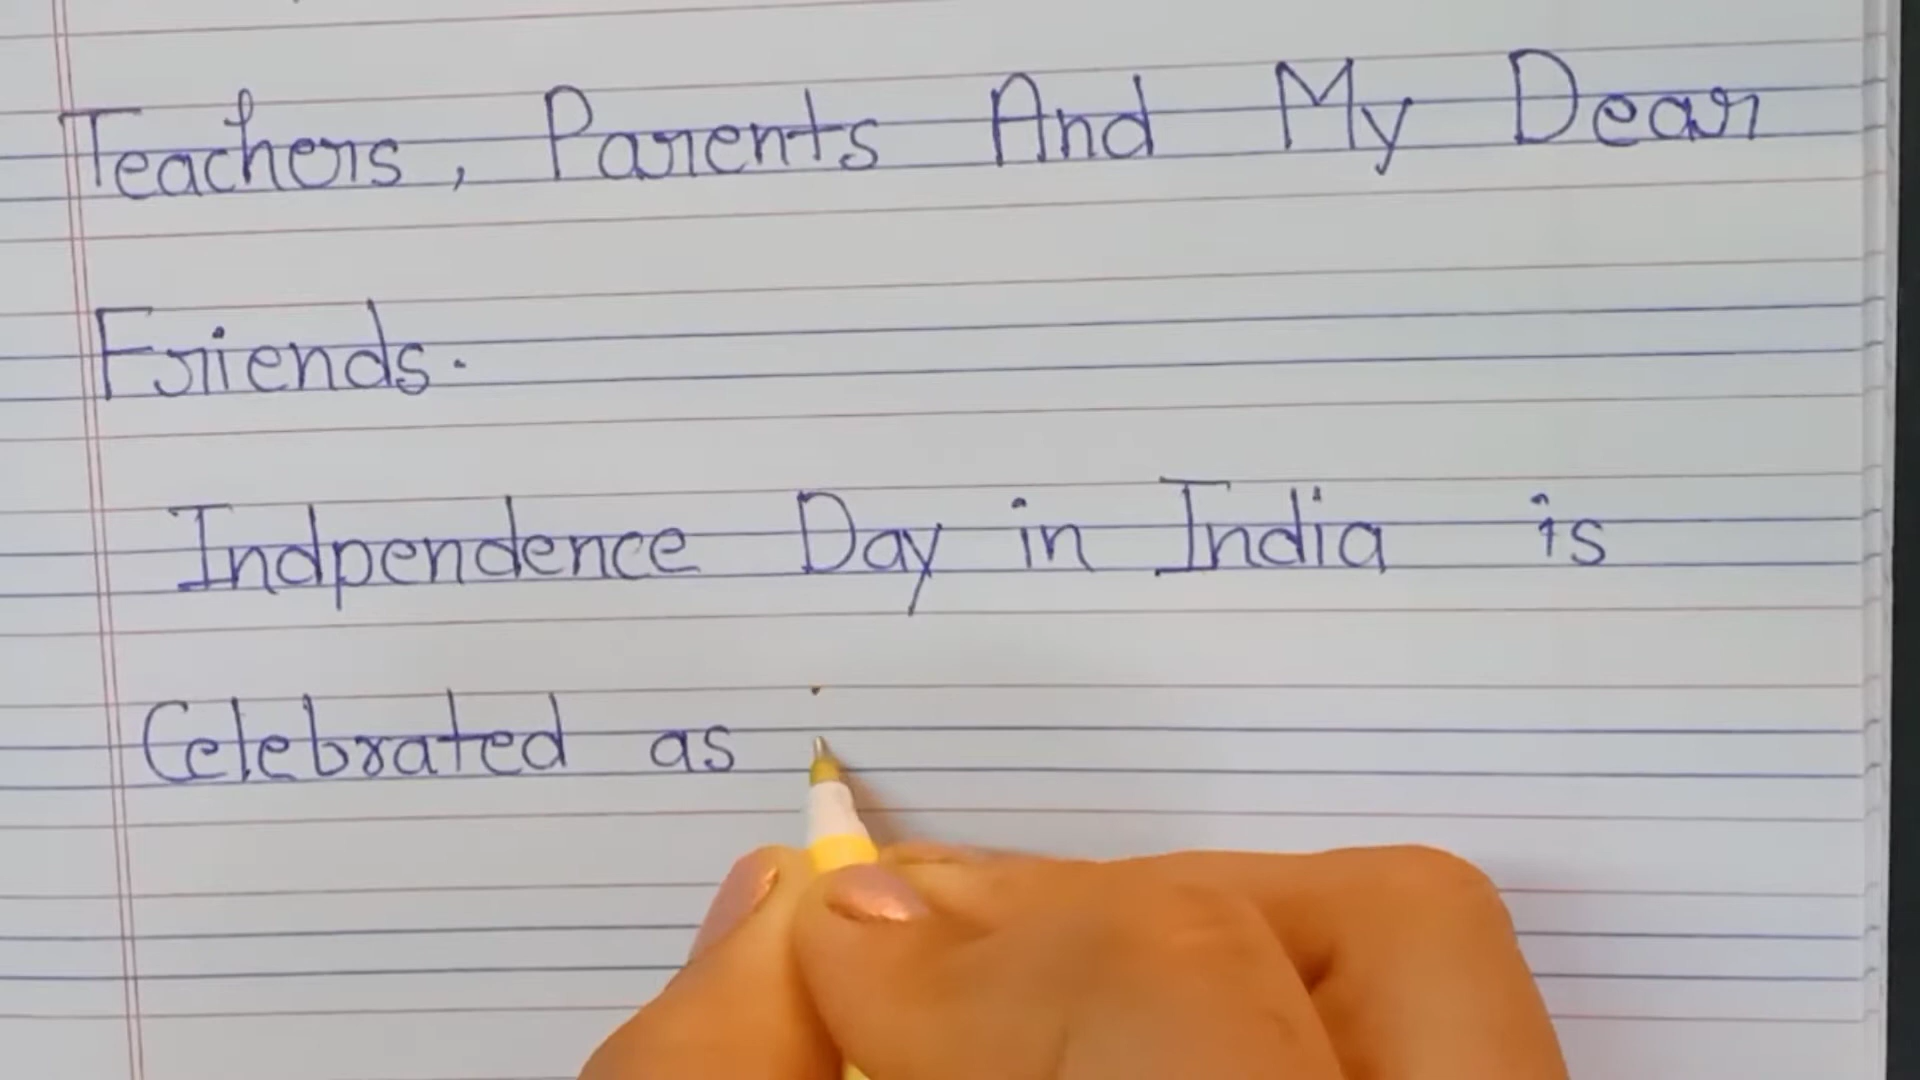 Teachers, Parents And My Dear
Friends.
Indpendence Day in India is
Celebrated as